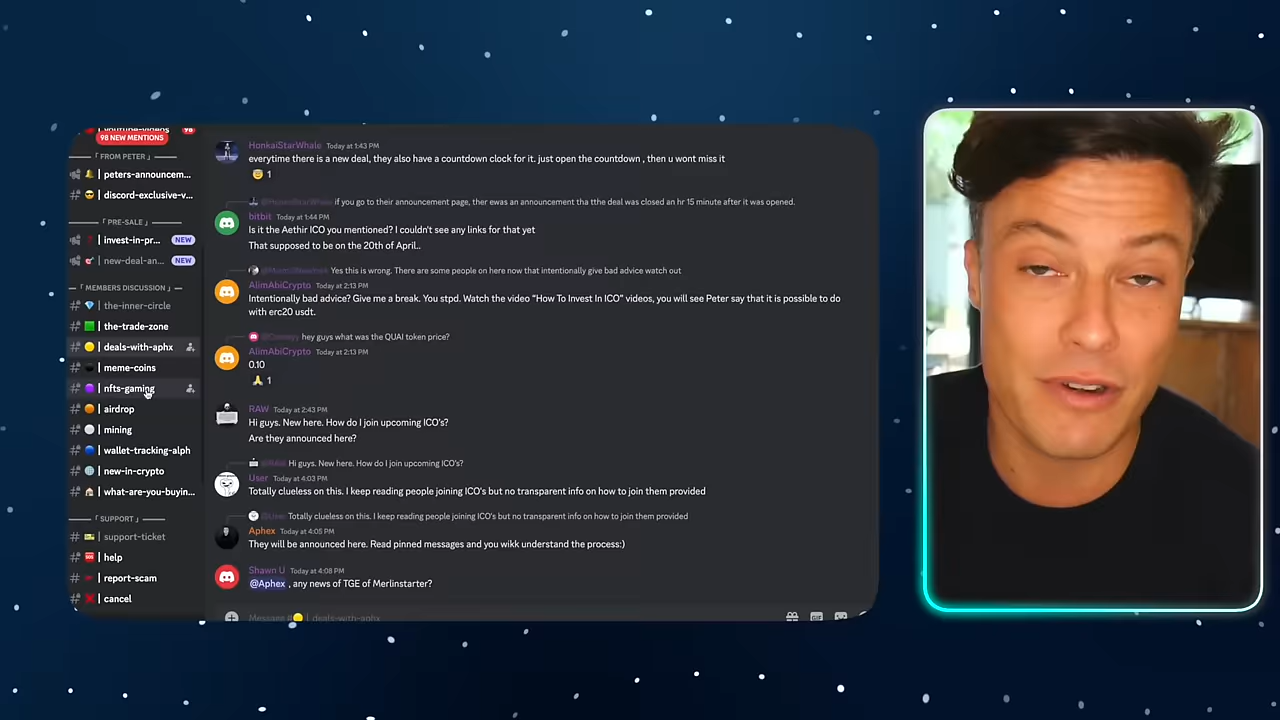 youtube-videos
98
98 NEW MENTIONS
「 FROM PETER 」
peters-announcem...
discord-exclusive-v...
「 PRE-SALE 」
invest-in-pr...
NEW
new-deal-an...
NEW
「 MEMBERS DISCUSSION 」
the-inner-circle
the-trade-zone
deals-with-aphx
meme-coins
nfts-gaming
airdrop
mining
wallet-tracking-alph
new-in-crypto
what-are-you-buyin...
「 SUPPORT 」
support-ticket
help
report-scam
cancel
HonkaiStarWhale Today at 1:43 PM
everytime there is a new deal, they also have a countdown clock for it. just open the countdown , then u wont miss it
1
@HonkaiStarWhale if you go to their announcement page, ther ewas an announcement tha tthe deal was closed an hr 15 minute after it was opened.
bitbit Today at 1:44 PM
Is it the Aethir ICO you mentioned? I couldn't see any links for that yet
That supposed to be on the 20th of April..
Yes this is wrong. There are some people on here now that intentionally give bad advice watch out
AlimAbiCrypto Today at 2:13 PM
Intentionally bad advice? Give me a break. You stpd. Watch the video “How To Invest In ICO” videos, you will see Peter say that it is possible to do
with erc20 usdt.
hey guys what was the QUAI token price?
AlimAbiCrypto Today at 2:13 PM
0.10
1
RAW Today at 2:43 PM
Hi guys. New here. How do I join upcoming ICO's?
Are they announced here?
Hi guys. New here. How do I join upcoming ICO's?
User Today at 4:03 PM
Totally clueless on this. I keep reading people joining ICO's but no transparent info on how to join them provided
Totally clueless on this. I keep reading people joining ICO's but no transparent info on how to join them provided
Aphex Today at 4:05 PM
They will be announced here. Read pinned messages and you wikk understand the process:)
Shawn U Today at 4:08 PM
@Aphex , any news of TGE of Merlinstarter?
Message #
deals-with-aphx
GIF